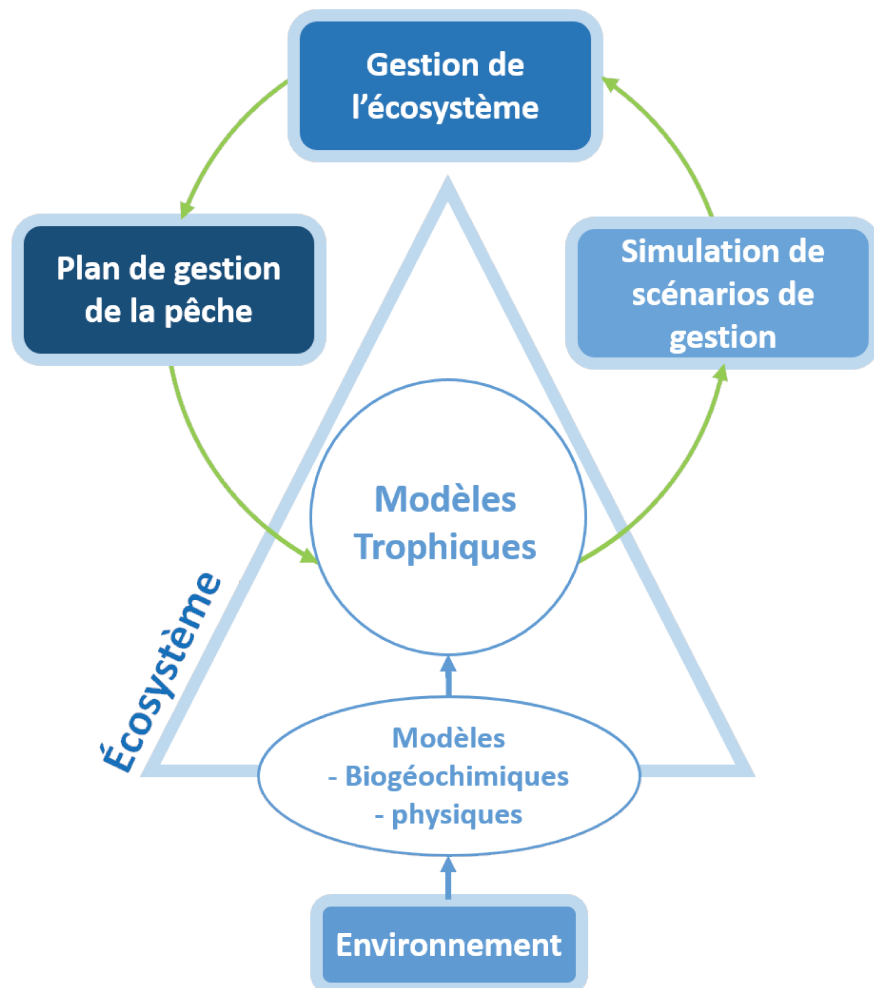 Gestion de
l'écosystème
Plan de gestion
de la pêche
Simulation de
scénarios de
gestion
Modèles
Trophiques
Écosystème
Modèles
- Biogéochimiques
- physiques
Environnement